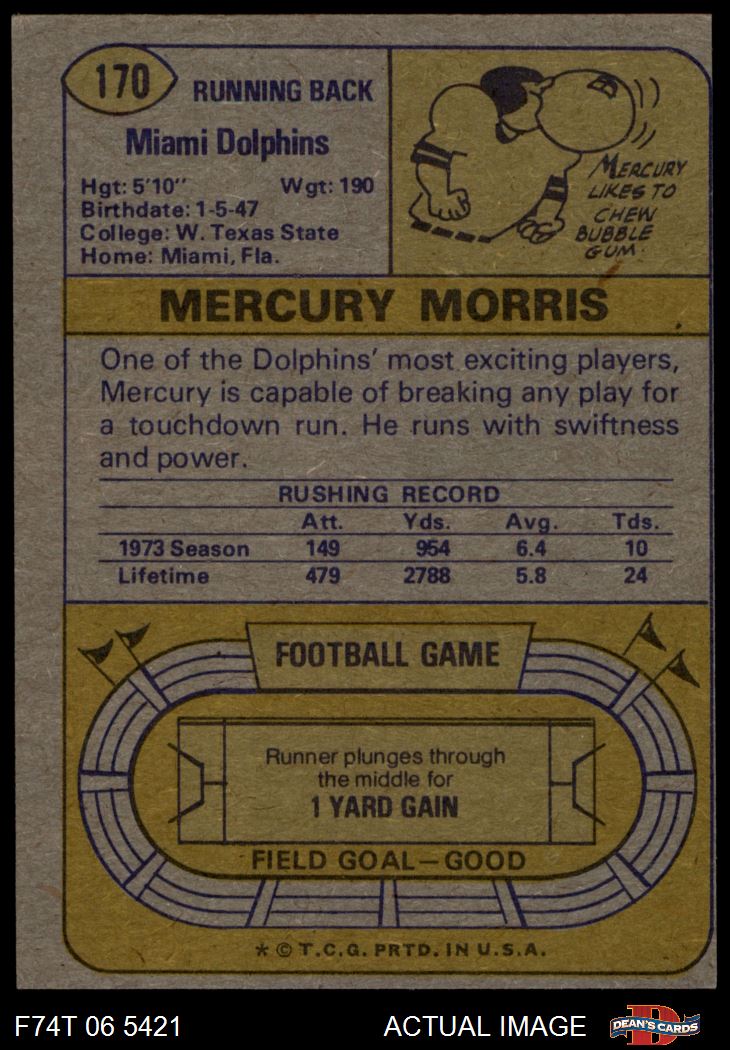 170
RUNNING BACK
Miami Dolphins
Hgt: 5'10" Wgt: 190
Birthdate: 1-5-47
College: W. Texas State
Home: Miami, Fla.
MERCURY
LIKES TO
CHEW
BUBBLE
GUM.
MERCURY MORRIS
One of the Dolphins' most exciting players,
Mercury is capable of breaking any play for
a touchdown run. He runs with swiftness
and power.
RUSHING RECORD
Att. Yds. Avg. Tds.
1973 Season 149 954 6.4 10
Lifetime 479 2788 5.8 24
FOOTBALL GAME
Runner plunges through
the middle for
1 YARD GAIN
FIELD GOAL—GOOD
* © T.C.G. PRTD. IN U.S.A.
F74T 06 5421 ACTUAL IMAGE
D
DEAN'S CARDS